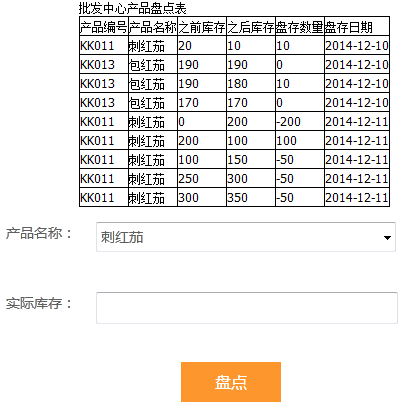 批发中心产品盘点表
产品编号 产品名称 之前库存 之后库存 盘存数量 盘存日期
KK011 刺红茄 20 10 10 2014-12-10
KK013 包红茄 190 190 0 2014-12-10
KK013 包红茄 190 180 10 2014-12-10
KK013 包红茄 170 170 0 2014-12-10
KK011 刺红茄 0 200 -200 2014-12-11
KK011 刺红茄 200 100 100 2014-12-11
KK011 刺红茄 100 150 -50 2014-12-11
KK011 刺红茄 250 300 -50 2014-12-11
KK011 刺红茄 300 350 -50 2014-12-11
产品名称： 刺红茄
实际库存：
盘点